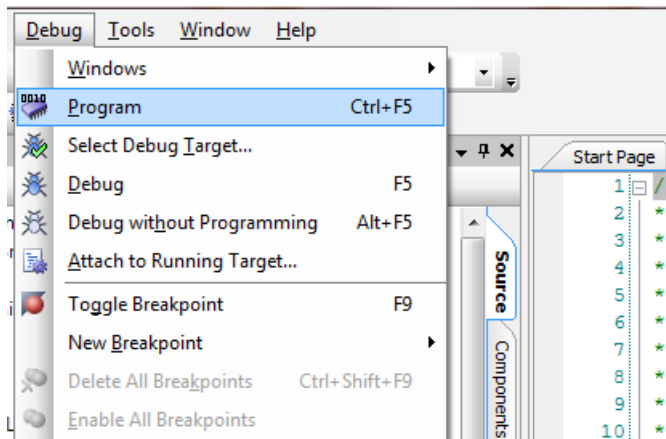 Debug Tools Window Help
Windows
Program Ctrl+F5
Select Debug Target...
Debug F5
Debug without Programming Alt+F5
Attach to Running Target...
Toggle Breakpoint F9
New Breakpoint
Delete All Breakpoints Ctrl+Shift+F9
Enable All Breakpoints
Source
Components
Start Page
1 /
2 *
3 *
4 *
5 *
6 *
7 *
8 *
9 *
10 *